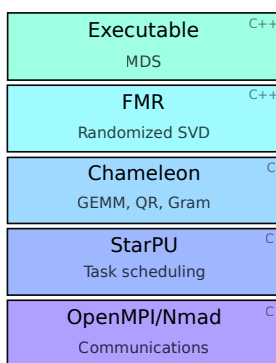 Executable C++
MDS
FMR C++
Randomized SVD
Chameleon C
GEMM, QR, Gram
StarPU C
Task scheduling
OpenMPI/Nmad C
Communications